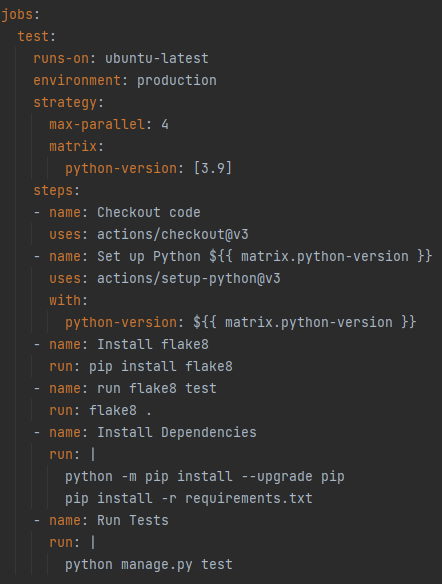 jobs:
  test:
    runs-on: ubuntu-latest
    environment: production
    strategy:
      max-parallel: 4
      matrix:
        python-version: [3.9]
    steps:
    - name: Checkout code
      uses: actions/checkout@v3
    - name: Set up Python ${{ matrix.python-version }}
      uses: actions/setup-python@v3
      with:
        python-version: ${{ matrix.python-version }}
    - name: Install flake8
      run: pip install flake8
    - name: run flake8 test
      run: flake8 .
    - name: Install Dependencies
      run: |
        python -m pip install --upgrade pip
        pip install -r requirements.txt
    - name: Run Tests
      run: |
        python manage.py test